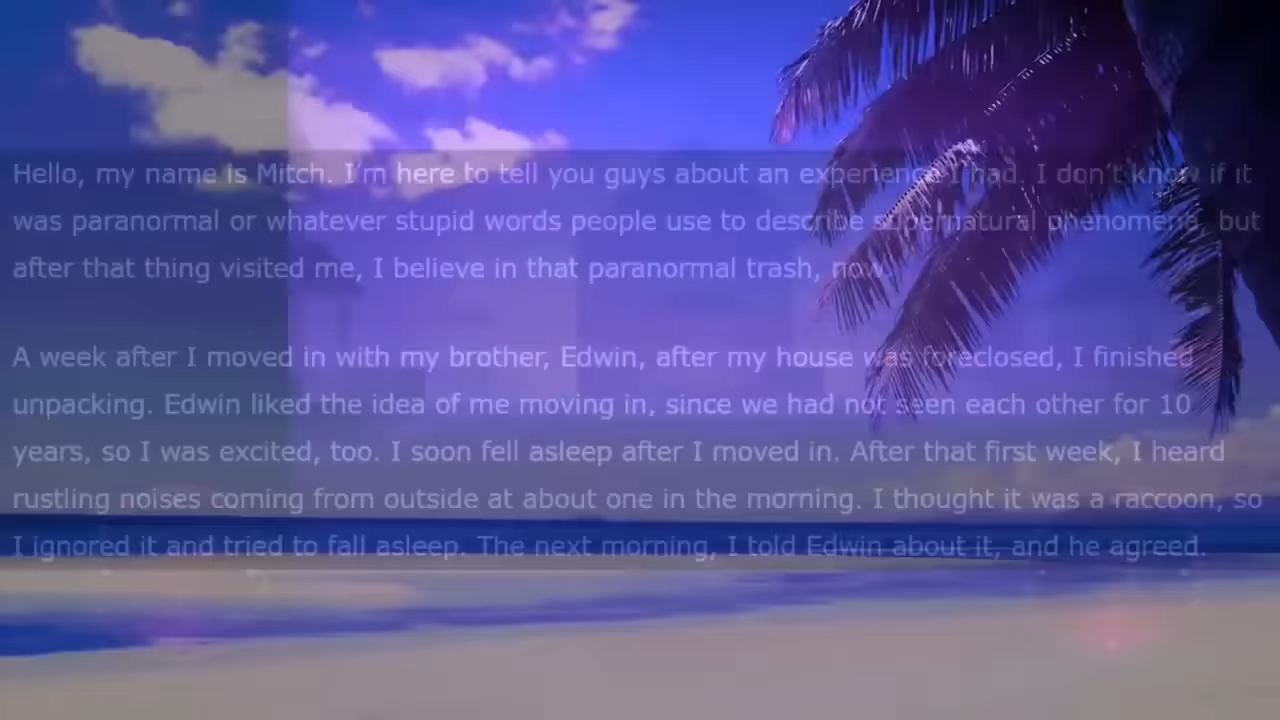 Hello, my name is Mitch. I'm here to tell you guys about an experience I had. I don't know if it
was paranormal or whatever stupid words people use to describe supernatural phenomena, but
after that thing visited me, I believe in that paranormal trash, now.
A week after I moved in with my brother, Edwin, after my house was foreclosed, I finished
unpacking. Edwin liked the idea of me moving in, since we had not seen each other for 10
years, so I was excited, too. I soon fell asleep after I moved in. After that first week, I heard
rustling noises coming from outside at about one in the morning. I thought it was a raccoon, so
I ignored it and tried to fall asleep. The next morning, I told Edwin about it, and he agreed.